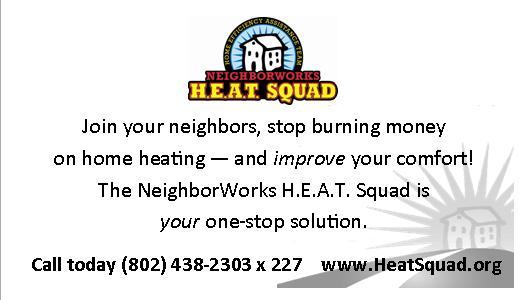 HOME EFFICIENCY ASSISTANCE TEAM
NEIGHBORWORKS
H.E.A.T. SQUAD
Join your neighbors, stop burning money
on home heating — and improve your comfort!
The NeighborWorks H.E.A.T. Squad is
your one-stop solution.
Call today (802) 438-2303 x 227 www.HeatSquad.org